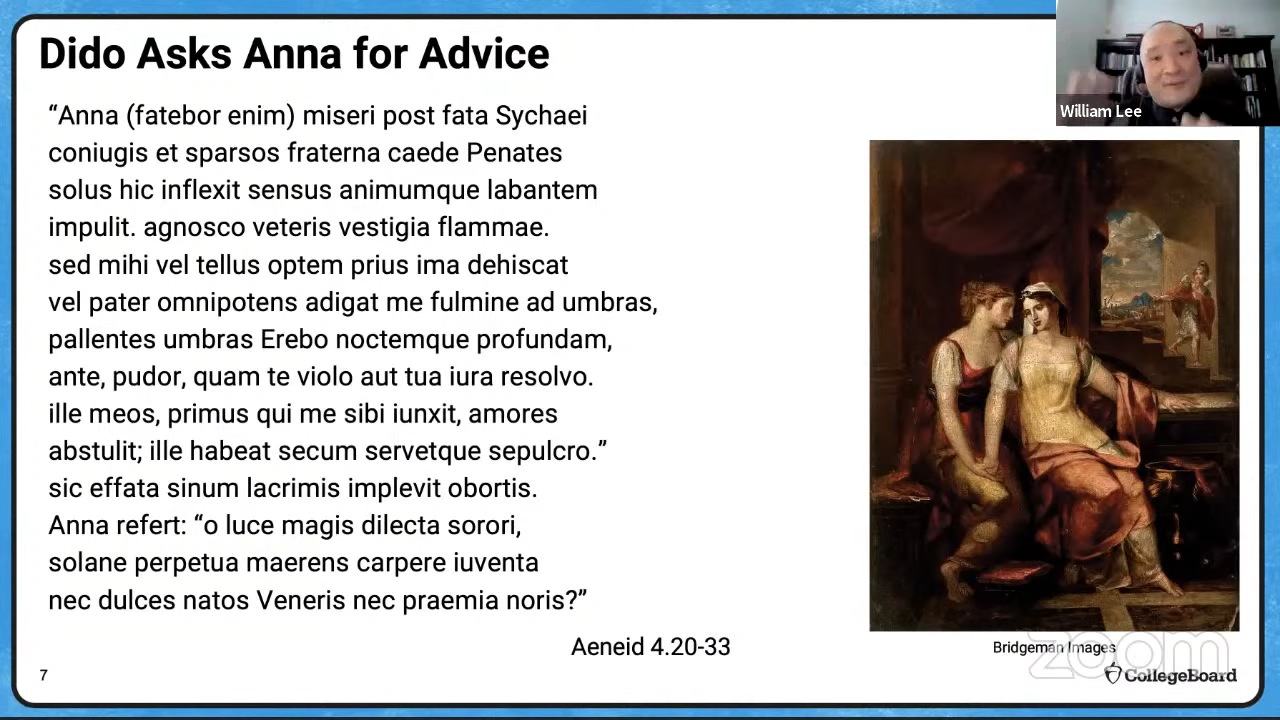 Dido Asks Anna for Advice
William Lee
“Anna (fatebor enim) miseri post fata Sychaei
coniugis et sparsos fraterna caede Penates
solus hic inflexit sensus animumque labantem
impulit. agnosco veteris vestigia flammae.
sed mihi vel tellus optem prius ima dehiscat
vel pater omnipotens adigat me fulmine ad umbras,
pallentes umbras Erebo noctemque profundam,
ante, pudor, quam te violo aut tua iura resolvo.
ille meos, primus qui me sibi iunxit, amores
abstulit; ille habeat secum servetque sepulcro.”
sic effata sinum lacrimis implevit obortis.
Anna refert: “o luce magis dilecta sorori,
solane perpetua maerens carpere iuventa
nec dulces natos Veneris nec praemia noris?”
Aeneid 4.20-33
Bridgeman Images
zoom
7
CollegeBoard